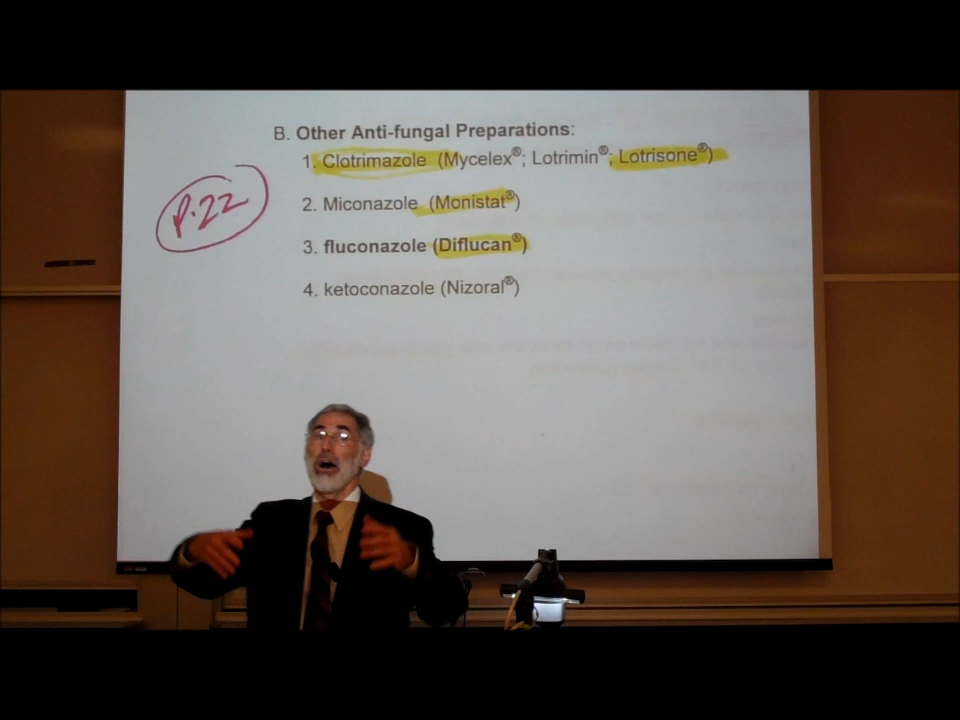 B. Other Anti-fungal Preparations:
1. Clotrimazole (Mycelex®; Lotrimin®; Lotrisone®)
P.22
2. Miconazole (Monistat®)
3. fluconazole (Diflucan®)
4. ketoconazole (Nizoral®)